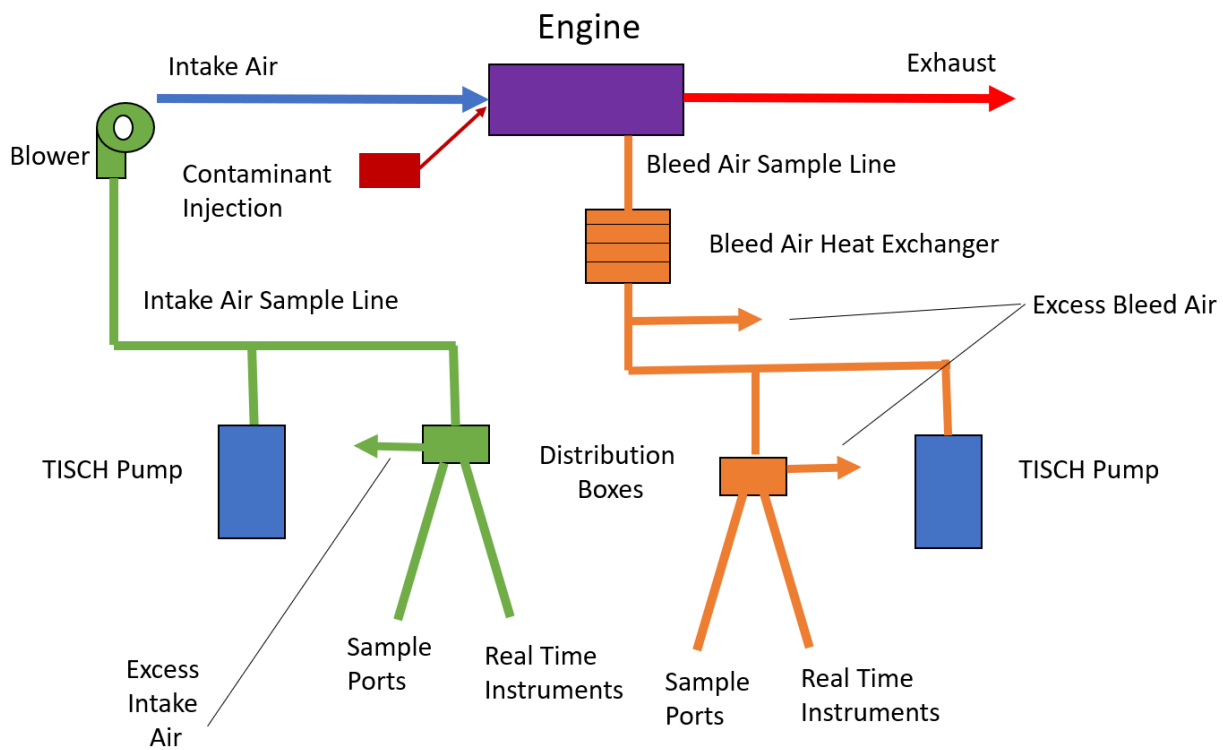 Engine
Intake Air
Exhaust
Blower
Contaminant
Injection
Bleed Air Sample Line
Bleed Air Heat Exchanger
Intake Air Sample Line
Excess Bleed Air
TISCH Pump
Distribution
Boxes
TISCH Pump
Sample
Ports
Real Time
Instruments
Sample
Ports
Real Time
Instruments
Excess
Intake
Air